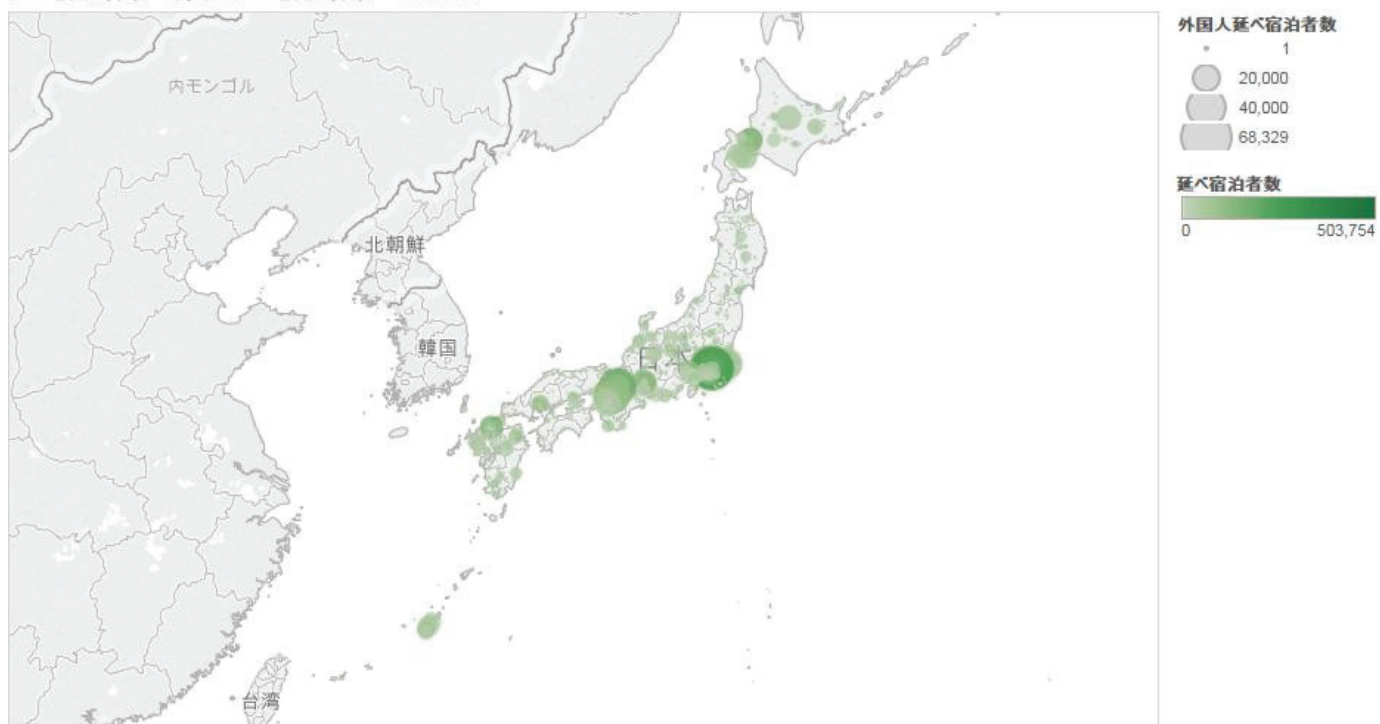 内モンゴル
北朝鮮
韓国
日本
台湾
外国人延べ宿泊者数
1
20,000
40,000
68,329
延べ宿泊者数
0 503,754